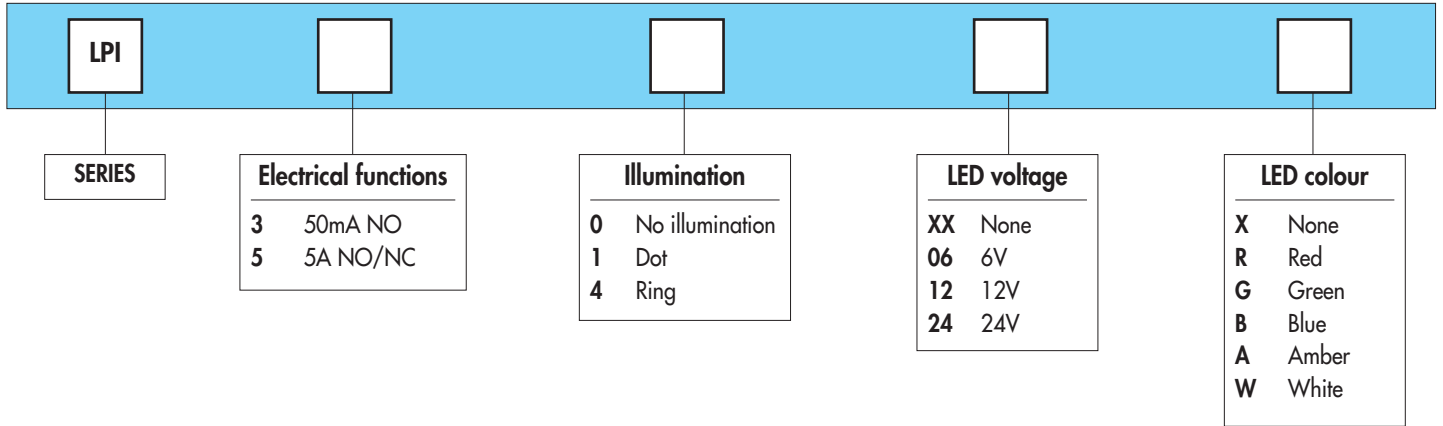 LPI
SERIES
Electrical functions
3 50mA NO
5 5A NO/NC
Illumination
0 No illumination
1 Dot
4 Ring
LED voltage
XX None
06 6V
12 12V
24 24V
LED colour
X None
R Red
G Green
B Blue
A Amber
W White